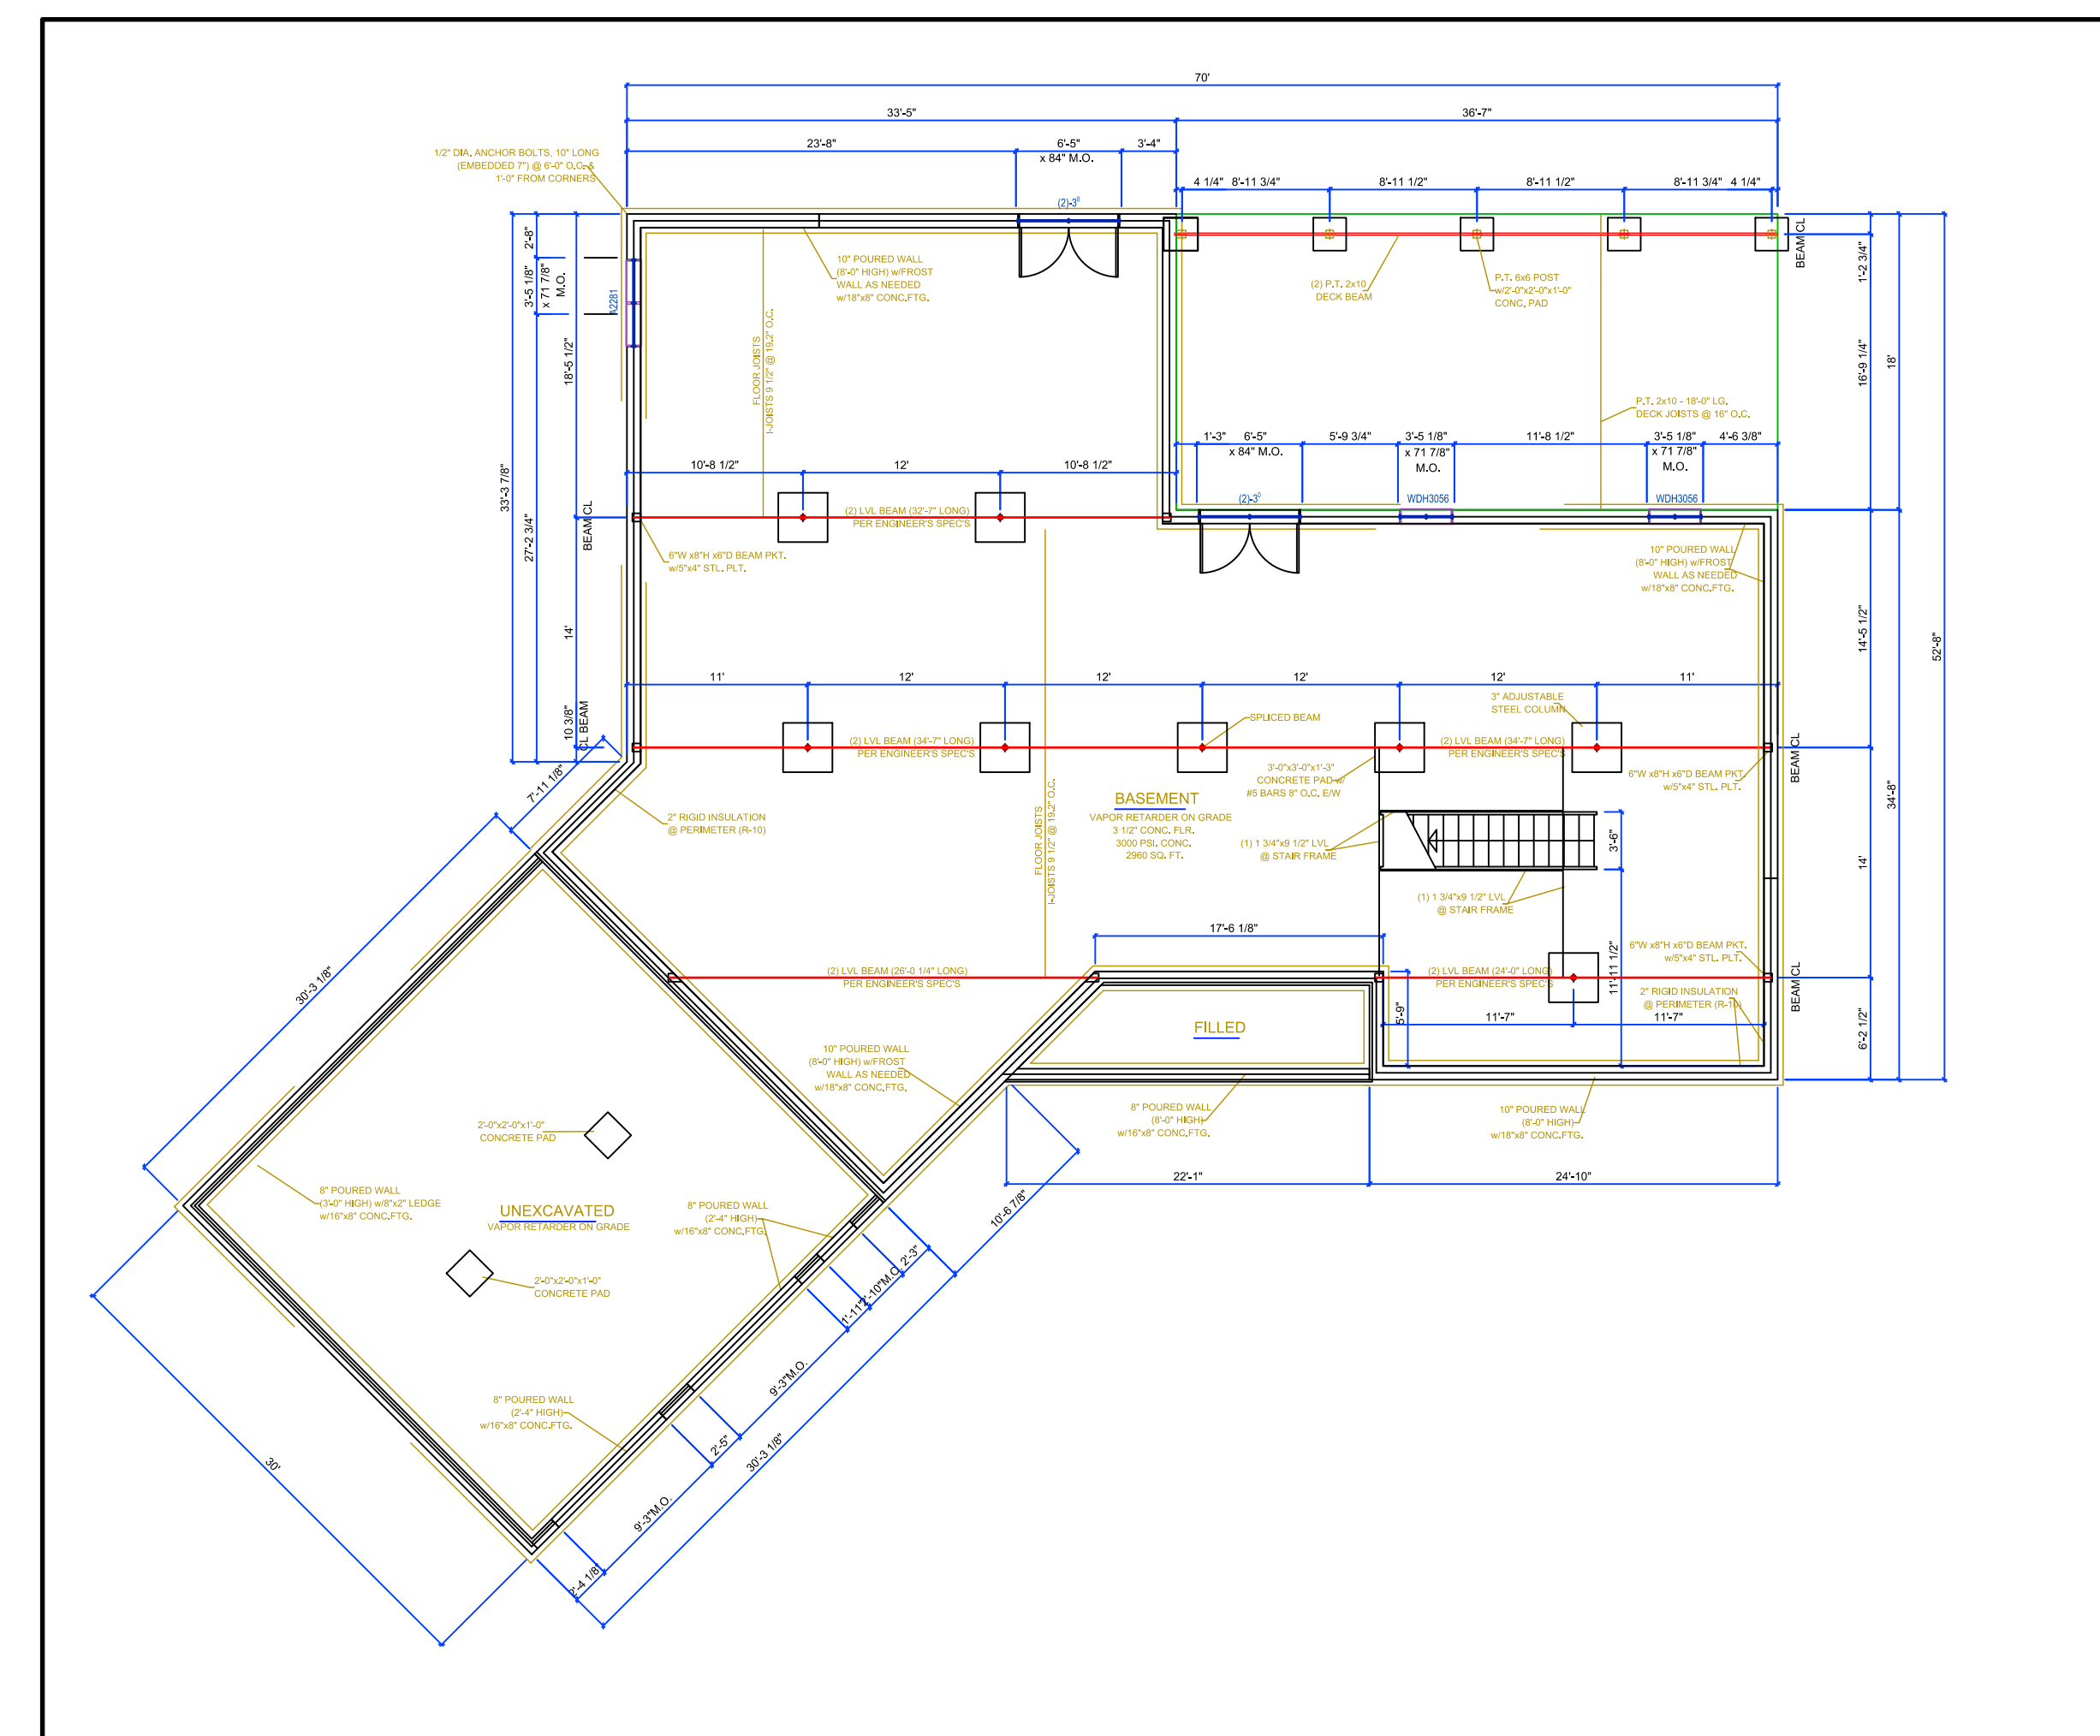 70'
33'-5"
36'-7"
23'-8"
6'-5"
x 84" M.O.
3'-4"
1/2" DIA. ANCHOR BOLTS, 10" LONG
(EMBEDDED 7") @ 6'-0" O.C. &
1'-0" FROM CORNERS
4 1/4"
8'-11 3/4"
8'-11 1/2"
8'-11 1/2"
8'-11 3/4"
4 1/4"
(2)-3⁰
BEAM CL
2'-8"
3'-5 1/8"
x 71 7/8"
M.O.
A2281
18'-5 1/2"
33'-3 7/8"
27'-2 3/4"
BEAM CL
14'
10 3/8"
CL BEAM
10" POURED WALL
(8'-0" HIGH) w/FROST
WALL AS NEEDED
w/18"x8" CONC.FTG.
FLOOR JOISTS
I-JOISTS 9 1/2" @ 19.2" O.C.
(2) P.T. 2x10
DECK BEAM
P.T. 6x6 POST
w/2'-0"x2'-0"x1'-0"
CONC. PAD
1'-2 3/4"
16'-9 1/4"
18'
P.T. 2x10 - 18'-0" LG.
DECK JOISTS @ 16" O.C.
1'-3"
6'-5"
x 84" M.O.
5'-9 3/4"
3'-5 1/8"
x 71 7/8"
M.O.
11'-8 1/2"
3'-5 1/8"
x 71 7/8"
M.O.
4'-6 3/8"
10'-8 1/2"
12'
10'-8 1/2"
(2)-3⁰
WDH3056
WDH3056
(2) LVL BEAM (32'-7" LONG)
PER ENGINEER'S SPEC'S
6"W x8"H x6"D BEAM PKT.
w/5"x4" STL. PLT.
10" POURED WALL
(8'-0" HIGH) w/FROST
WALL AS NEEDED
w/18"x8" CONC.FTG.
14'-5 1/2"
52'-8"
11'
12'
12'
12'
12'
11'
3" ADJUSTABLE
STEEL COLUMN
SPLICED BEAM
(2) LVL BEAM (34'-7" LONG)
PER ENGINEER'S SPEC'S
(2) LVL BEAM (34'-7" LONG)
PER ENGINEER'S SPEC'S
BEAM CL
3'-0"x3'-0"x1'-3"
CONCRETE PAD w/
#5 BARS 8" O.C. E/W
6"W x8"H x6"D BEAM PKT.
w/5"x4" STL. PLT.
7'-11 1/8"
2" RIGID INSULATION
@ PERIMETER (R-10)
FLOOR JOISTS
I-JOISTS 9 1/2" @ 19.2" O.C.
BASEMENT
VAPOR RETARDER ON GRADE
3 1/2" CONC. FLR.
3000 PSI. CONC.
2960 SQ. FT.
(1) 1 3/4"x9 1/2" LVL
@ STAIR FRAME
3'-6"
34'-8"
14'
(1) 1 3/4"x9 1/2" LVL
@ STAIR FRAME
17'-6 1/8"
6"W x8"H x6"D BEAM PKT.
w/5"x4" STL. PLT.
(2) LVL BEAM (26'-0 1/4" LONG)
PER ENGINEER'S SPEC'S
(2) LVL BEAM (24'-0" LONG)
PER ENGINEER'S SPEC'S
11'-11 1/2"
BEAM CL
2" RIGID INSULATION
@ PERIMETER (R-10)
30'-3 1/8"
5'-9"
11'-7"
11'-7"
6'-2 1/2"
FILLED
10" POURED WALL
(8'-0" HIGH) w/FROST
WALL AS NEEDED
w/18"x8" CONC.FTG.
8" POURED WALL
(8'-0" HIGH)
w/16"x8" CONC.FTG.
10" POURED WALL
(8'-0" HIGH)
w/18"x8" CONC.FTG.
2'-0"x2'-0"x1'-0"
CONCRETE PAD
22'-1"
24'-10"
8" POURED WALL
(3'-0" HIGH) w/8"x2" LEDGE
w/16"x8" CONC.FTG.
UNEXCAVATED
VAPOR RETARDER ON GRADE
8" POURED WALL
(2'-4" HIGH)
w/16"x8" CONC.FTG.
10'-6 7/8"
2'-3"
2'-10"M.O.
1'-11"
2'-0"x2'-0"x1'-0"
CONCRETE PAD
9'-3"M.O.
8" POURED WALL
(2'-4" HIGH)
w/16"x8" CONC.FTG.
2'-5"
30'-3 1/8"
30'
9'-3"M.O.
2'-4 1/8"